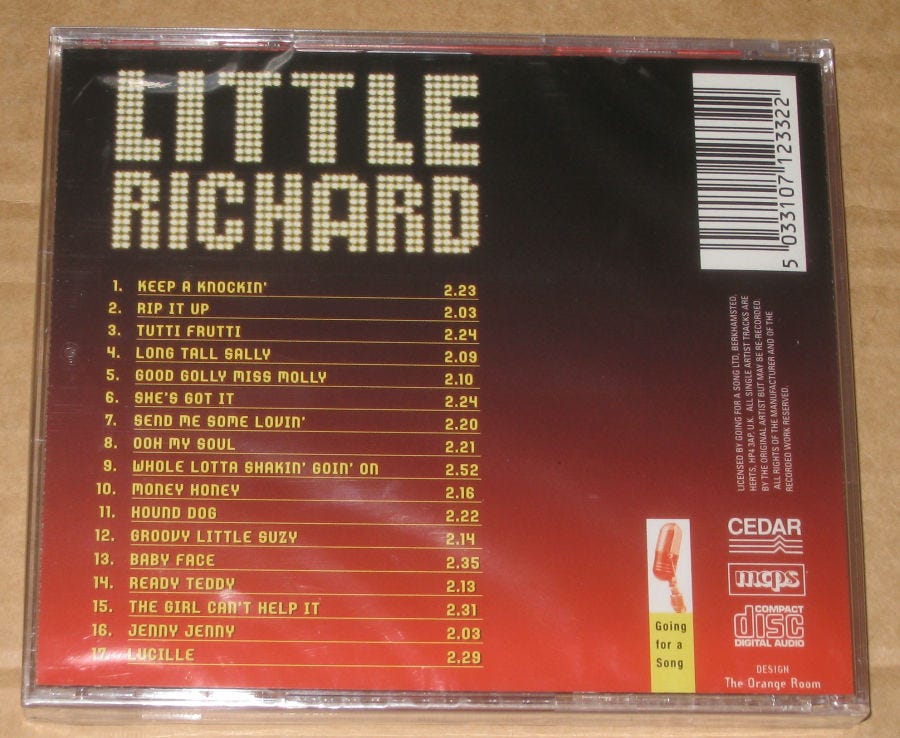 LITTLE
RICHARD
1. KEEP A KNOCKIN' 2.23
2. RIP IT UP 2.03
3. TUTTI FRUTTI 2.24
4. LONG TALL SALLY 2.09
5. GOOD GOLLY MISS MOLLY 2.10
6. SHE'S GOT IT 2.24
7. SEND ME SOME LOVIN' 2.20
8. OOH MY SOUL 2.21
9. WHOLE LOTTA SHAKIN' GOIN' ON 2.52
10. MONEY HONEY 2.16
11. HOUND DOG 2.22
12. GROOVY LITTLE SUZY 2.14
13. BABY FACE 2.35
14. READY TEDDY 2.13
15. THE GIRL CAN'T HELP IT 2.31
16. JENNY JENNY 2.03
17. LUCILLE 2.29
5 033107 123322
LICENSED BY GOING FOR A SONG LTD, BERKHAMSTED,
HERTS, HP4 3AP, U.K. ALL SINGLE ARTIST TRACKS ARE
BY THE ORIGINAL ARTIST BUT MAY BE RE-RECORDED.
ALL RIGHTS OF THE MANUFACTURER AND OF THE
RECORDED WORK RESERVED.
Going
for a
Song
CEDAR
mcps
COMPACT
disc
DIGITAL AUDIO
DESIGN
The Orange Room